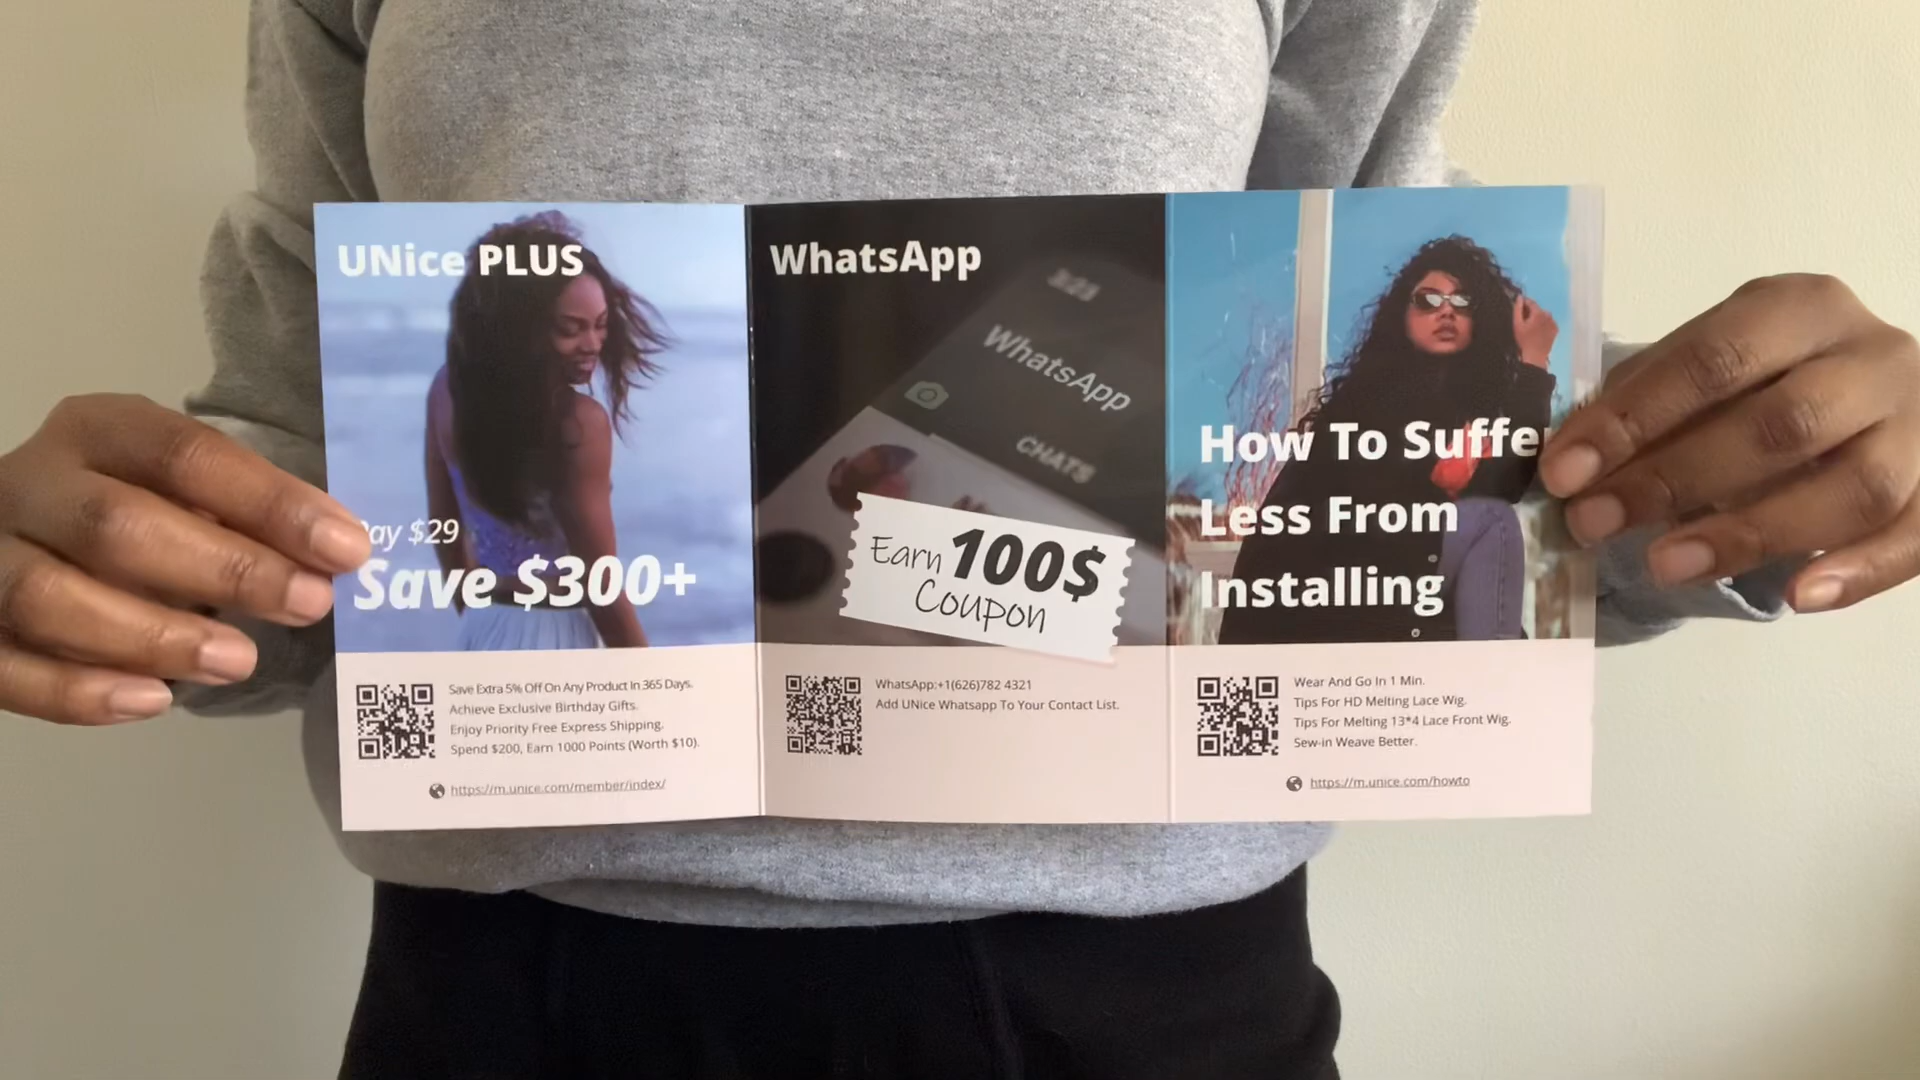 UNice PLUS
Pay $29
Save $300+
Save Extra 5% Off On Any Product In 365 Days.
Achieve Exclusive Birthday Gifts.
Enjoy Priority Free Express Shipping.
Spend $200, Earn 1000 Points (Worth $10).
https://m.unice.com/member/index/
WhatsApp
WhatsApp
CHATS
Earn 100$
Coupon
WhatsApp:+1(626)782 4321
Add UNice Whatsapp To Your Contact List.
How To Suffe
Less From
Installing
Wear And Go In 1 Min.
Tips For HD Melting Lace Wig.
Tips For Melting 13*4 Lace Front Wig.
Sew-in Weave Better.
https://m.unice.com/howto